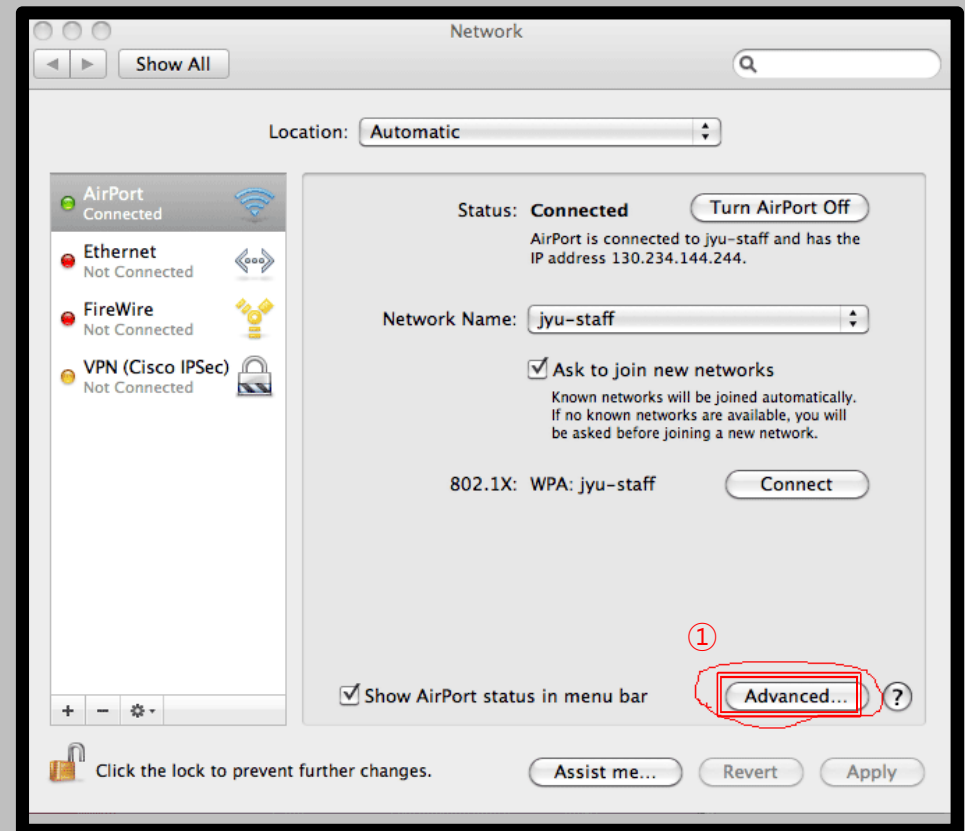 Network
Show All
Location: Automatic
AirPort
Connected
Ethernet
Not Connected
FireWire
Not Connected
VPN (Cisco IPSec)
Not Connected
Status: Connected Turn AirPort Off
AirPort is connected to jyu-staff and has the
IP address 130.234.144.244.
Network Name: jyu-staff
Ask to join new networks
Known networks will be joined automatically.
If no known networks are available, you will
be asked before joining a new network.
802.1X: WPA: jyu-staff Connect
①
Show AirPort status in menu bar Advanced... ?
Click the lock to prevent further changes. Assist me... Revert Apply